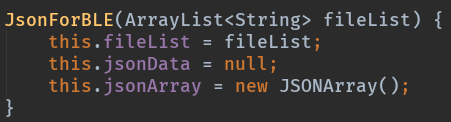 JsonForBLE(ArrayList<String> fileList) {
    this.fileList = fileList;
    this.jsonData = null;
    this.jsonArray = new JSONArray();
}